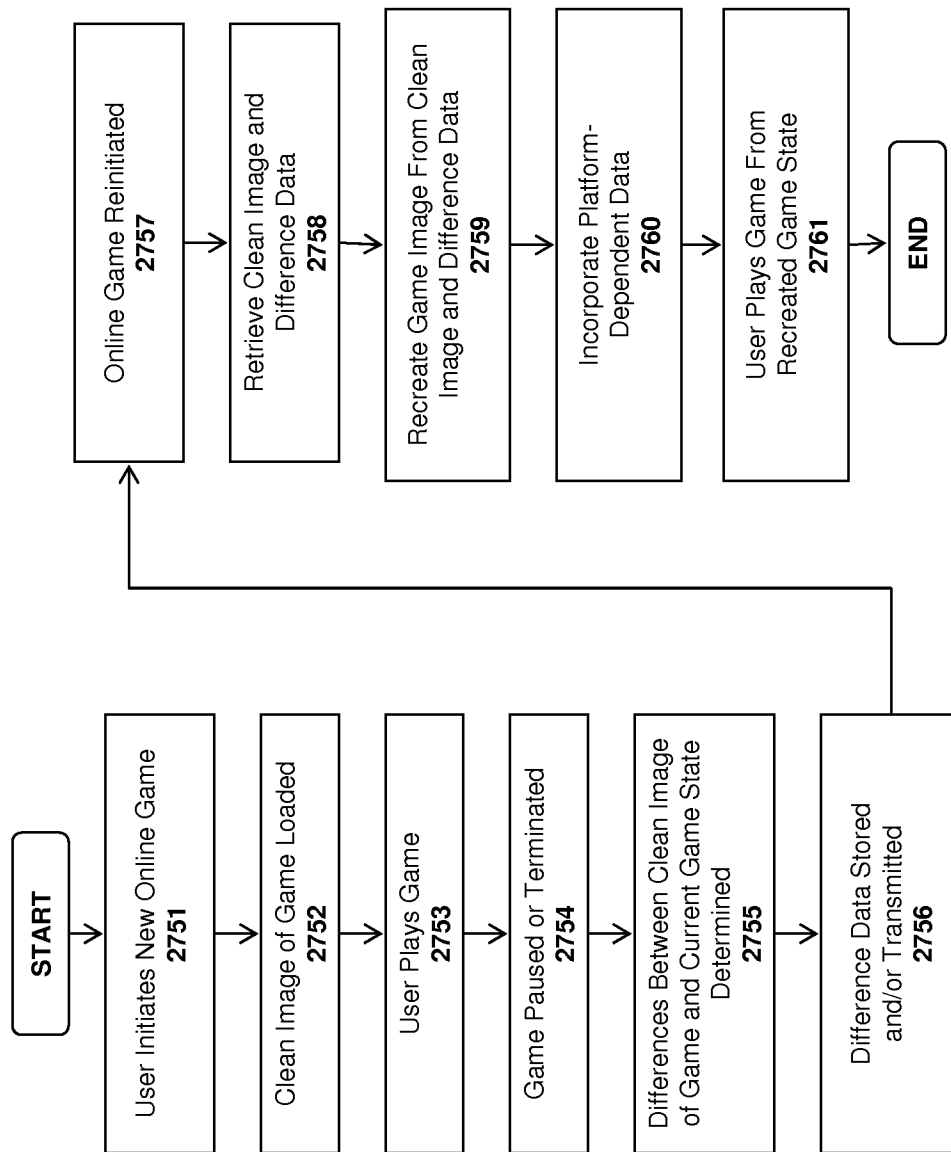 START
User Initiates New Online Game
2751
Clean Image of Game Loaded
2752
User Plays Game
2753
Game Paused or Terminated
2754
Differences Between Clean Image
of Game and Current Game State
Determined
2755
Difference Data Stored
and/or Transmitted
2756
Online Game Reinitiated
2757
Retrieve Clean Image and
Difference Data
2758
Recreate Game Image From Clean
Image and Difference Data
2759
Incorporate Platform-
Dependent Data
2760
User Plays Game From
Recreated Game State
2761
END